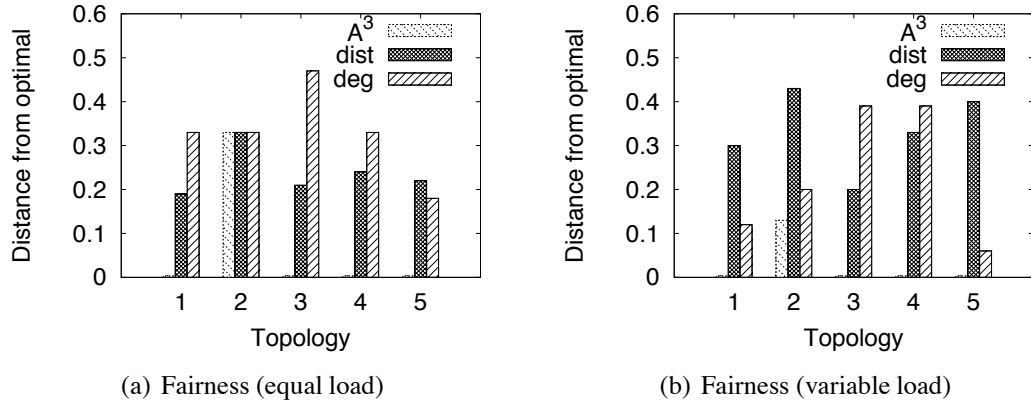 0.6
0.5
0.4
0.3
0.2
0.1
0
Distance from optimal
A³
dist
deg
1 2 3 4 5
Topology
(a) Fairness (equal load)
0.6
0.5
0.4
0.3
0.2
0.1
0
Distance from optimal
A³
dist
deg
1 2 3 4 5
Topology
(b) Fairness (variable load)